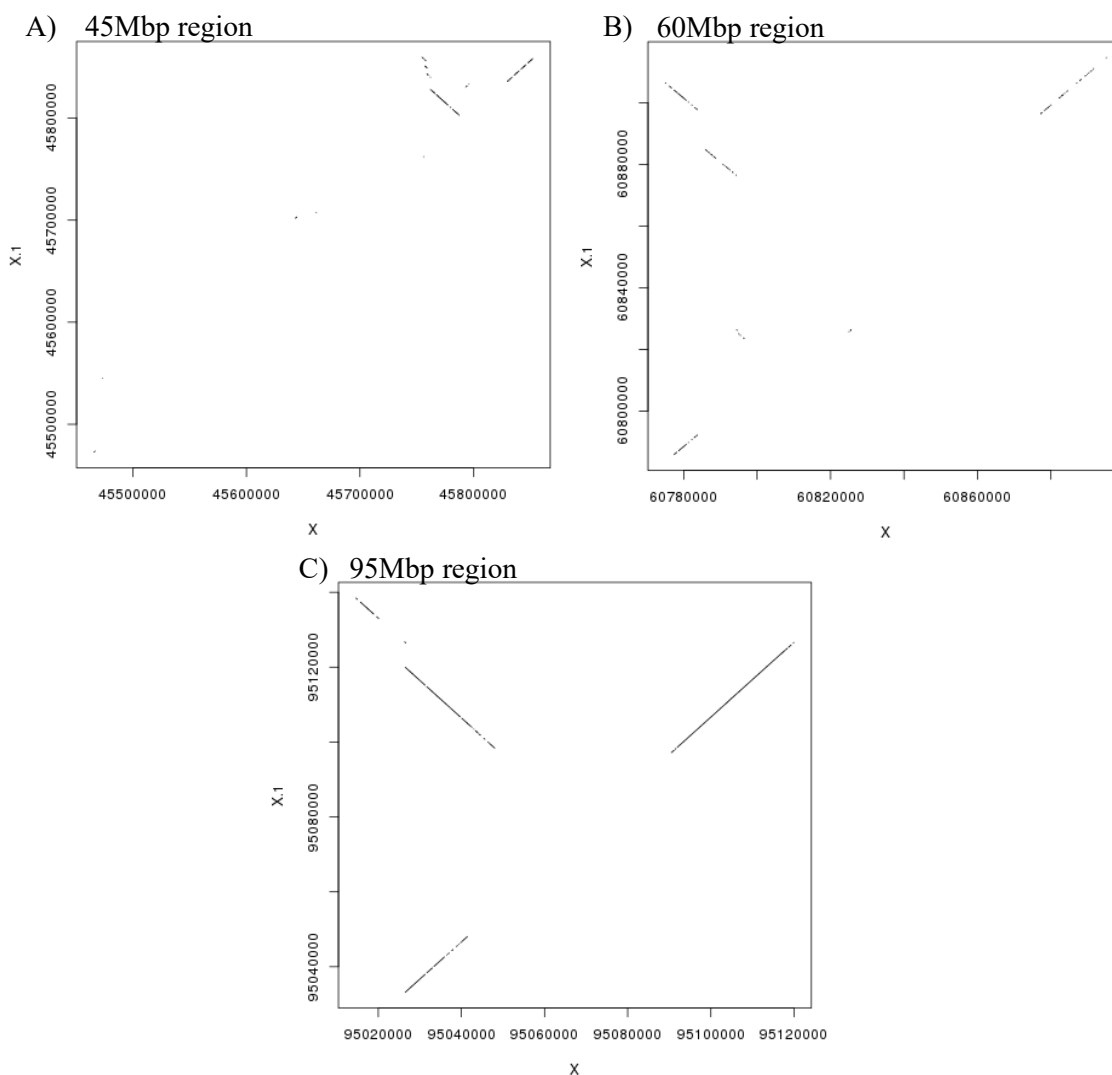 A) 45Mbp region
45800000
45700000
45600000
45500000
X.1
45500000 45600000 45700000 45800000
X
B) 60Mbp region
60880000
60840000
60800000
X.1
60780000 60820000 60860000
X
C) 95Mbp region
95120000
95080000
95040000
X.1
95020000 95040000 95060000 95080000 95100000 95120000
X